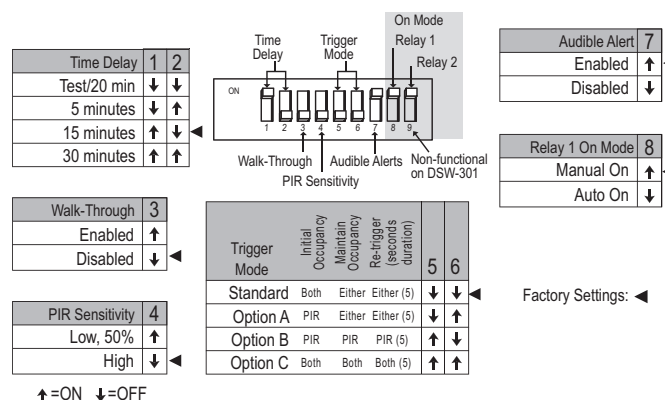 On Mode
Time Delay
Trigger Mode
Relay 1
Relay 2
ON
1 2 3 4 5 6 7 8 9
Walk-Through
PIR Sensitivity
Audible Alerts
Non-functional on DSW-301
Time Delay 1 2
Test/20 min ↓ ↓
5 minutes ↓ ↑
15 minutes ↑ ↓ ◄
30 minutes ↑ ↑
Walk-Through 3
Enabled ↑
Disabled ↓ ◄
PIR Sensitivity 4
Low, 50% ↑
High ↓ ◄
↑=ON ↓=OFF
Trigger Mode Initial Occupancy Maintain Occupancy Re-trigger (seconds duration) 5 6
Standard Both Either Either (5) ↓ ↓ ◄
Option A PIR Either Either (5) ↓ ↑
Option B PIR PIR PIR (5) ↑ ↓
Option C Both Both Both (5) ↑ ↑
Audible Alert 7
Enabled ↑
Disabled ↓
Relay 1 On Mode 8
Manual On ↑
Auto On ↓
Factory Settings: ◄